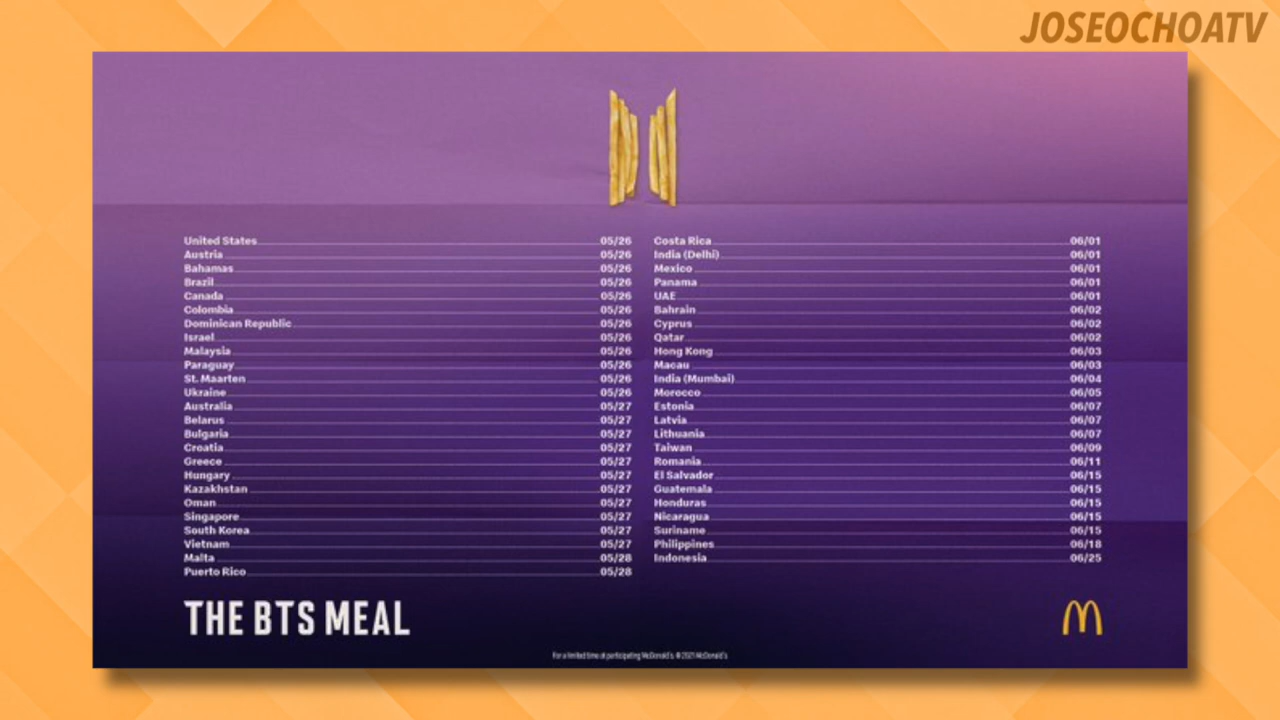 JOSEOCHOATV
United States 05/26
Austria 05/26
Bahamas 05/26
Brazil 05/26
Canada 05/26
Colombia 05/26
Dominican Republic 05/26
Israel 05/26
Malaysia 05/26
Paraguay 05/26
St. Maarten 05/26
Ukraine 05/26
Australia 05/27
Belarus 05/27
Bulgaria 05/27
Croatia 05/27
Greece 05/27
Hungary 05/27
Kazakhstan 05/27
Oman 05/27
Singapore 05/27
South Korea 05/27
Vietnam 05/27
Malta 05/28
Puerto Rico 05/28
Costa Rica 06/01
India (Delhi) 06/01
Mexico 06/01
Panama 06/01
UAE 06/01
Bahrain 06/02
Cyprus 06/02
Qatar 06/02
Hong Kong 06/03
Macau 06/03
India (Mumbai) 06/04
Morocco 06/05
Estonia 06/07
Latvia 06/07
Lithuania 06/07
Taiwan 06/09
Romania 06/11
El Salvador 06/15
Guatemala 06/15
Honduras 06/15
Nicaragua 06/15
Suriname 06/15
Philippines 06/18
Indonesia 06/25
THE BTS MEAL
For a limited time at participating McDonald's. © 2021 McDonald's